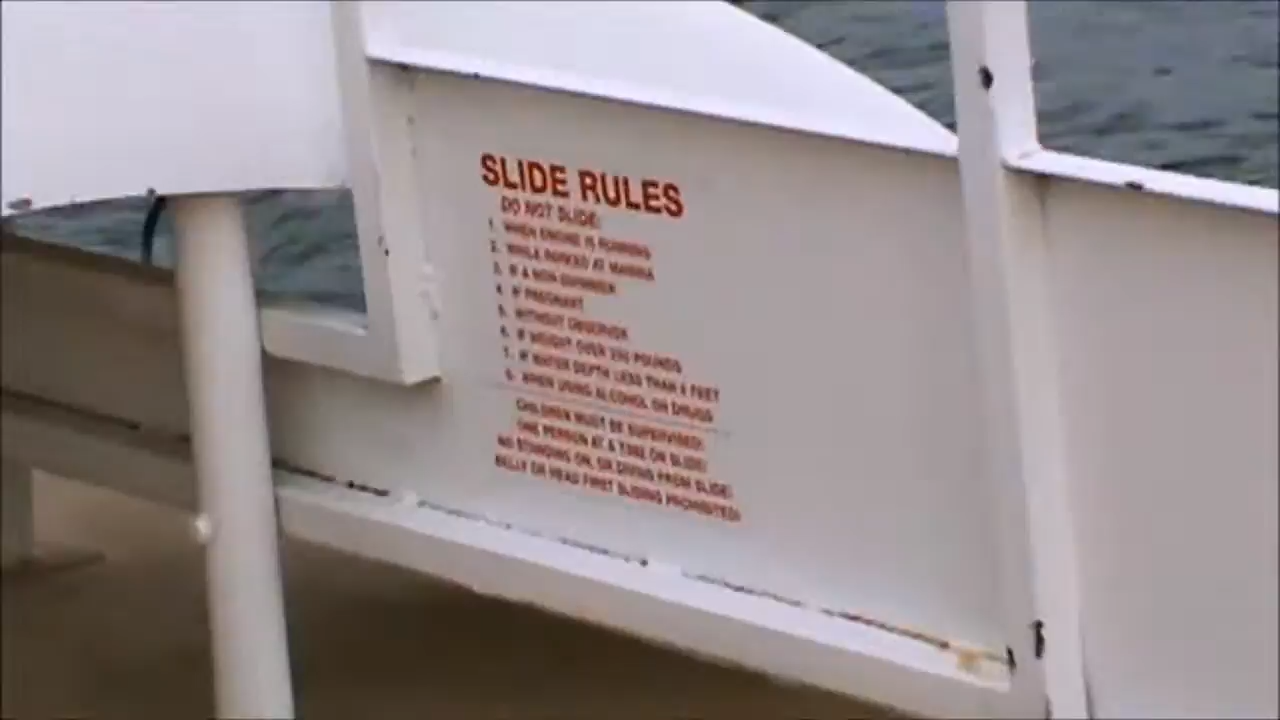 SLIDE RULES
DO NOT SLIDE:
1. WHEN ENGINE IS RUNNING
2. WHILE PARKED AT MARINA
3. IF A NON-SWIMMER
4. IF PREGNANT
5. WITHOUT OBSERVER
6. IF WEIGHT OVER 250 POUNDS
7. IF WATER DEPTH LESS THAN 6 FEET
8. WHEN USING ALCOHOL OR DRUGS
CHILDREN MUST BE SUPERVISED!
ONE PERSON AT A TIME ON SLIDE!
NO STANDING ON, OR DIVING FROM SLIDE!
BELLY OR HEAD FIRST SLIDING PROHIBITED!